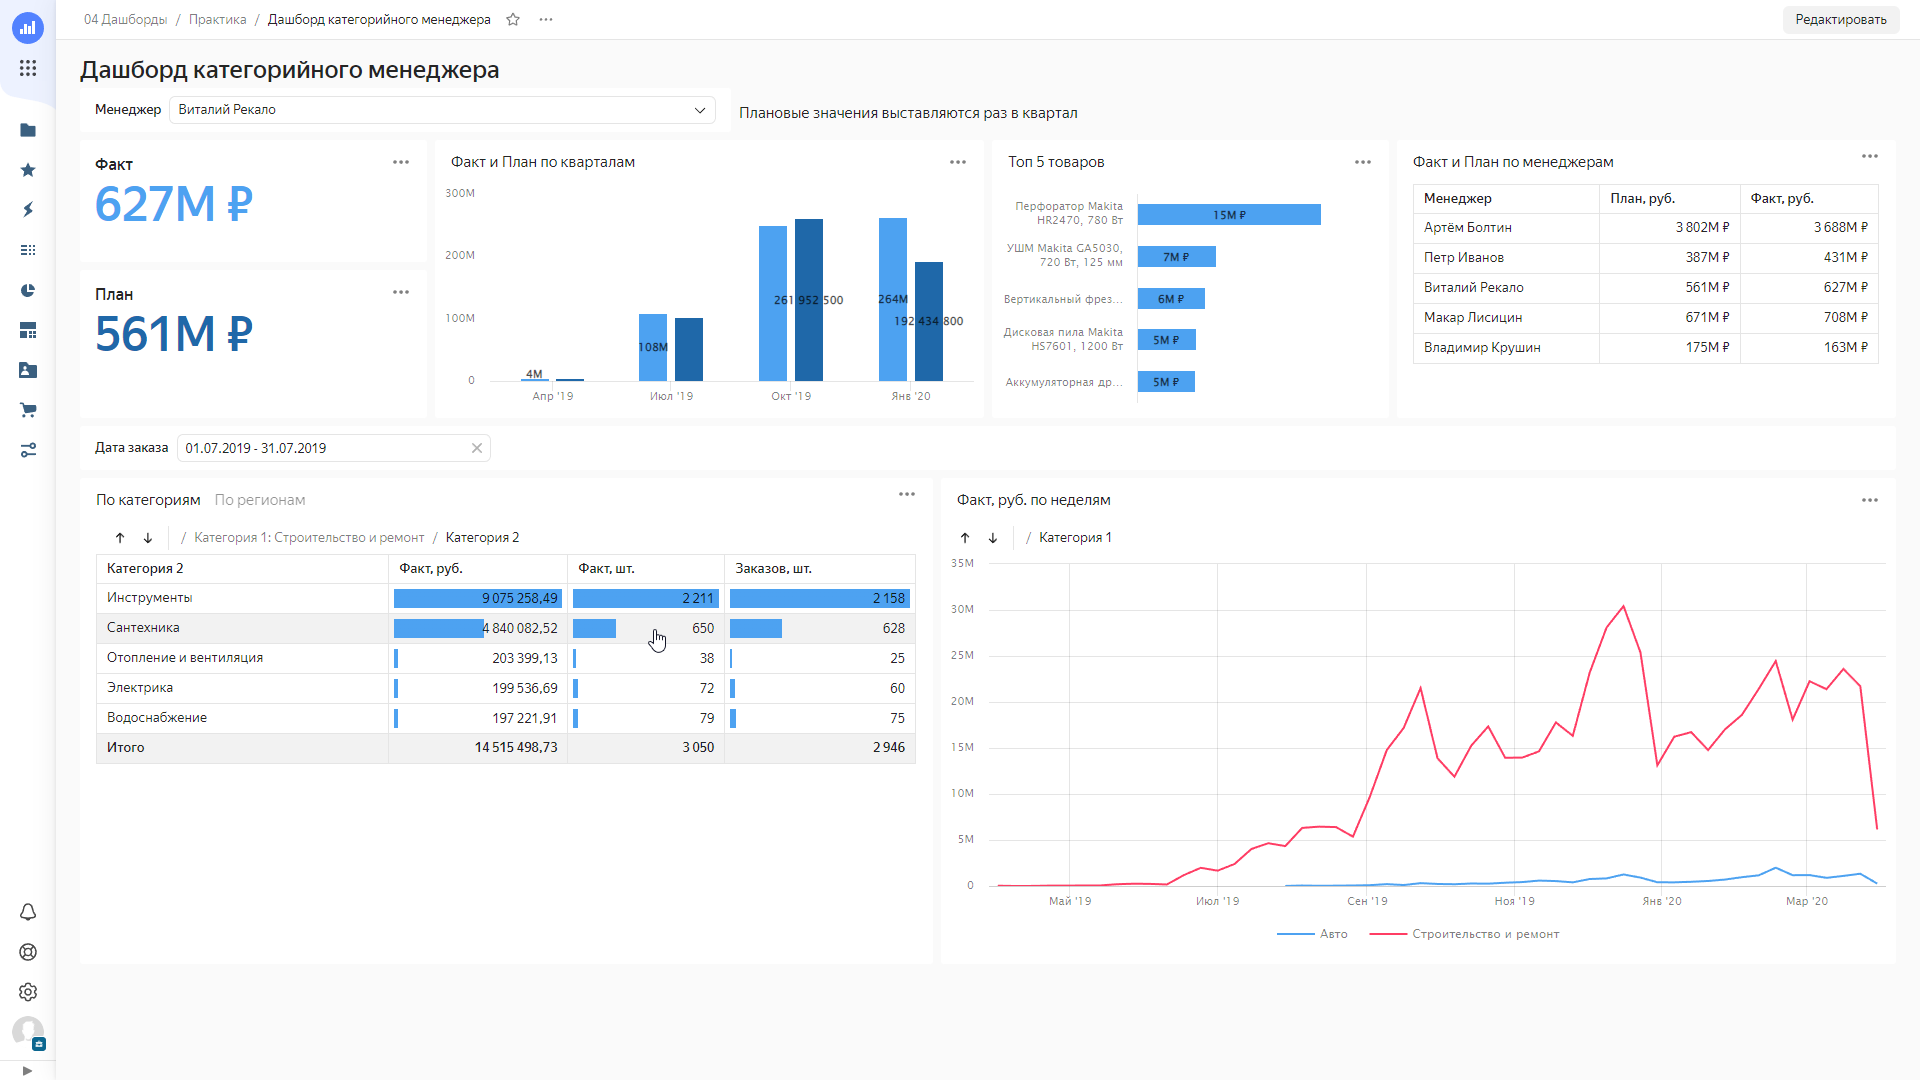 04 Дашборды / Практика / Дашборд категорийного менеджера
Редактировать
Дашборд категорийного менеджера
Менеджер Виталий Рекало
Плановые значения выставляются раз в квартал
Факт
627M ₽
План
561M ₽
Факт и План по кварталам
300M
200M
100M
0
4M
108M
261 952 500
264M
192 434 800
Апр '19
Июл '19
Окт '19
Янв '20
Топ 5 товаров
Перфоратор Makita
HR2470, 780 Вт
15M ₽
УШМ Makita GA5030,
720 Вт, 125 мм
7M ₽
Вертикальный фрез...
6M ₽
Дисковая пила Makita
HS7601, 1200 Вт
5M ₽
Аккумуляторная др...
5M ₽
Факт и План по менеджерам
Менеджер План, руб. Факт, руб.
Артём Болтин 3 802M ₽ 3 688M ₽
Петр Иванов 387M ₽ 431M ₽
Виталий Рекало 561M ₽ 627M ₽
Макар Лисицин 671M ₽ 708M ₽
Владимир Крушин 175M ₽ 163M ₽
Дата заказа 01.07.2019 - 31.07.2019
По категориям По регионам
/ Категория 1: Строительство и ремонт / Категория 2
Категория 2 Факт, руб. Факт, шт. Заказов, шт.
Инструменты 9 075 258,49 2 211 2 158
Сантехника 4 840 082,52 650 628
Отопление и вентиляция 203 399,13 38 25
Электрика 199 536,69 72 60
Водоснабжение 197 221,91 79 75
Итого 14 515 498,73 3 050 2 946
Факт, руб. по неделям
/ Категория 1
35M
30M
25M
20M
15M
10M
5M
0
Май '19
Июл '19
Сен '19
Ноя '19
Янв '20
Мар '20
Авто
Строительство и ремонт